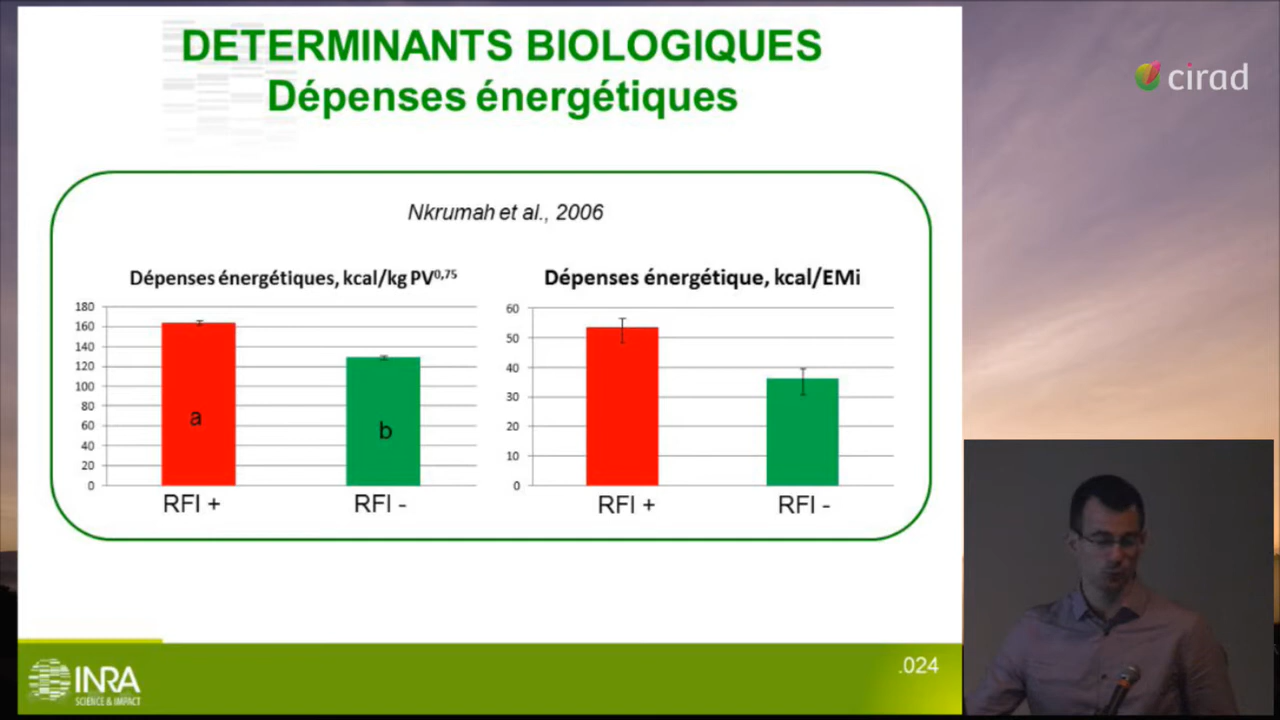 DETERMINANTS BIOLOGIQUES
Dépenses énergétiques
cirad
Nkrumah et al., 2006
Dépenses énergétiques, kcal/kg PV0,75
180
160
140
120
100
80
60
40
20
0
a
b
RFI +
RFI -
Dépenses énergétique, kcal/EMi
60
50
40
30
20
10
0
RFI +
RFI -
INRA
SCIENCE & IMPACT
.024